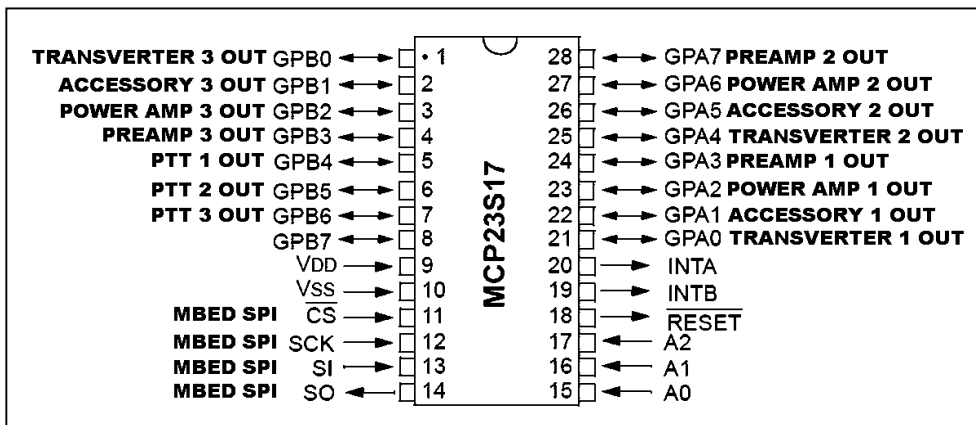 TRANSVERTER 3 OUT GPB0 1 28 GPA7 PREAMP 2 OUT
ACCESSORY 3 OUT GPB1 2 27 GPA6 POWER AMP 2 OUT
POWER AMP 3 OUT GPB2 3 26 GPA5 ACCESSORY 2 OUT
PREAMP 3 OUT GPB3 4 25 GPA4 TRANSVERTER 2 OUT
PTT 1 OUT GPB4 5 24 GPA3 PREAMP 1 OUT
PTT 2 OUT GPB5 6 23 GPA2 POWER AMP 1 OUT
PTT 3 OUT GPB6 7 22 GPA1 ACCESSORY 1 OUT
GPB7 8 21 GPA0 TRANSVERTER 1 OUT
VDD 9 20 INTA
VSS 10 19 INTB
MBED SPI CS 11 18 RESET
MBED SPI SCK 12 17 A2
MBED SPI SI 13 16 A1
MBED SPI SO 14 15 A0
MCP23S17